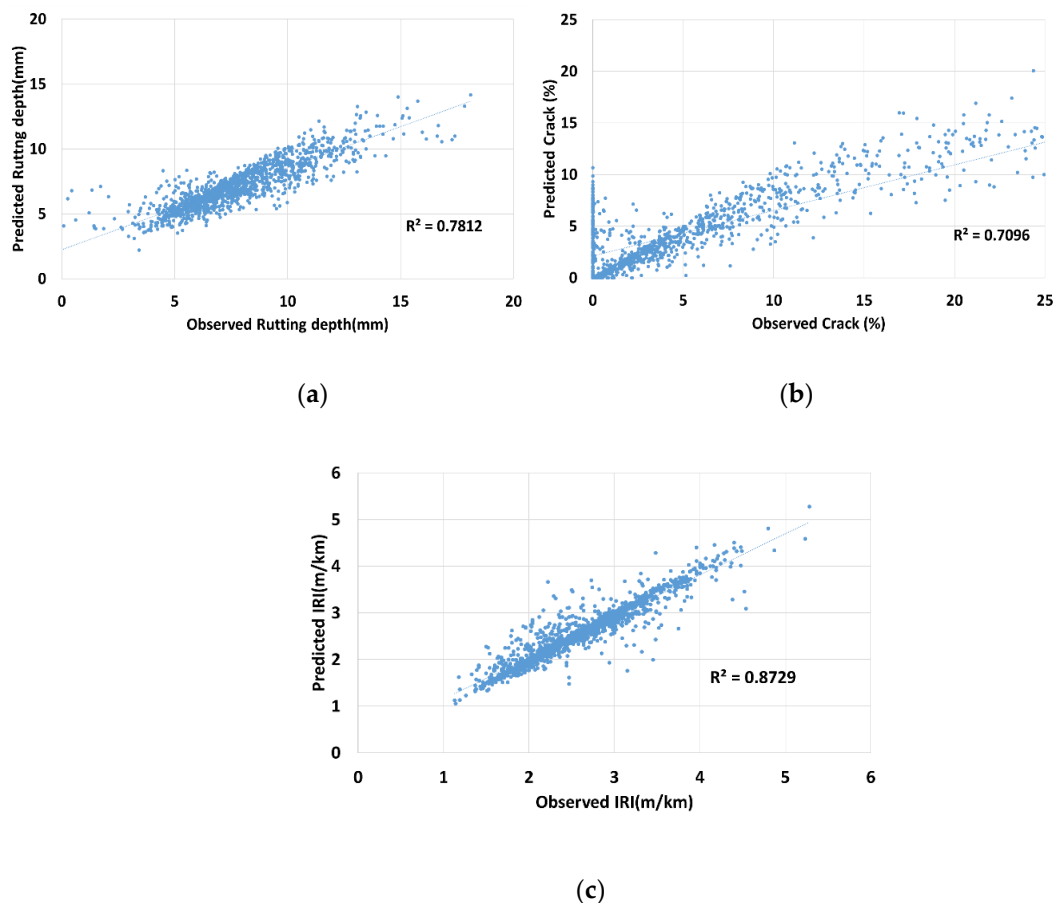 20
15
10
5
0
0 5 10 15 20
Predicted Ruttng depth(mm)
Observed Rutting depth(mm)
R² = 0.7812
(a)
25
20
15
10
5
0
0 5 10 15 20 25
Predicted Crack (%)
Observed Crack (%)
R² = 0.7096
(b)
6
5
4
3
2
1
0
0 1 2 3 4 5 6
Predicted IRI(m/km)
Observed IRI(m/km)
R² = 0.8729
(c)